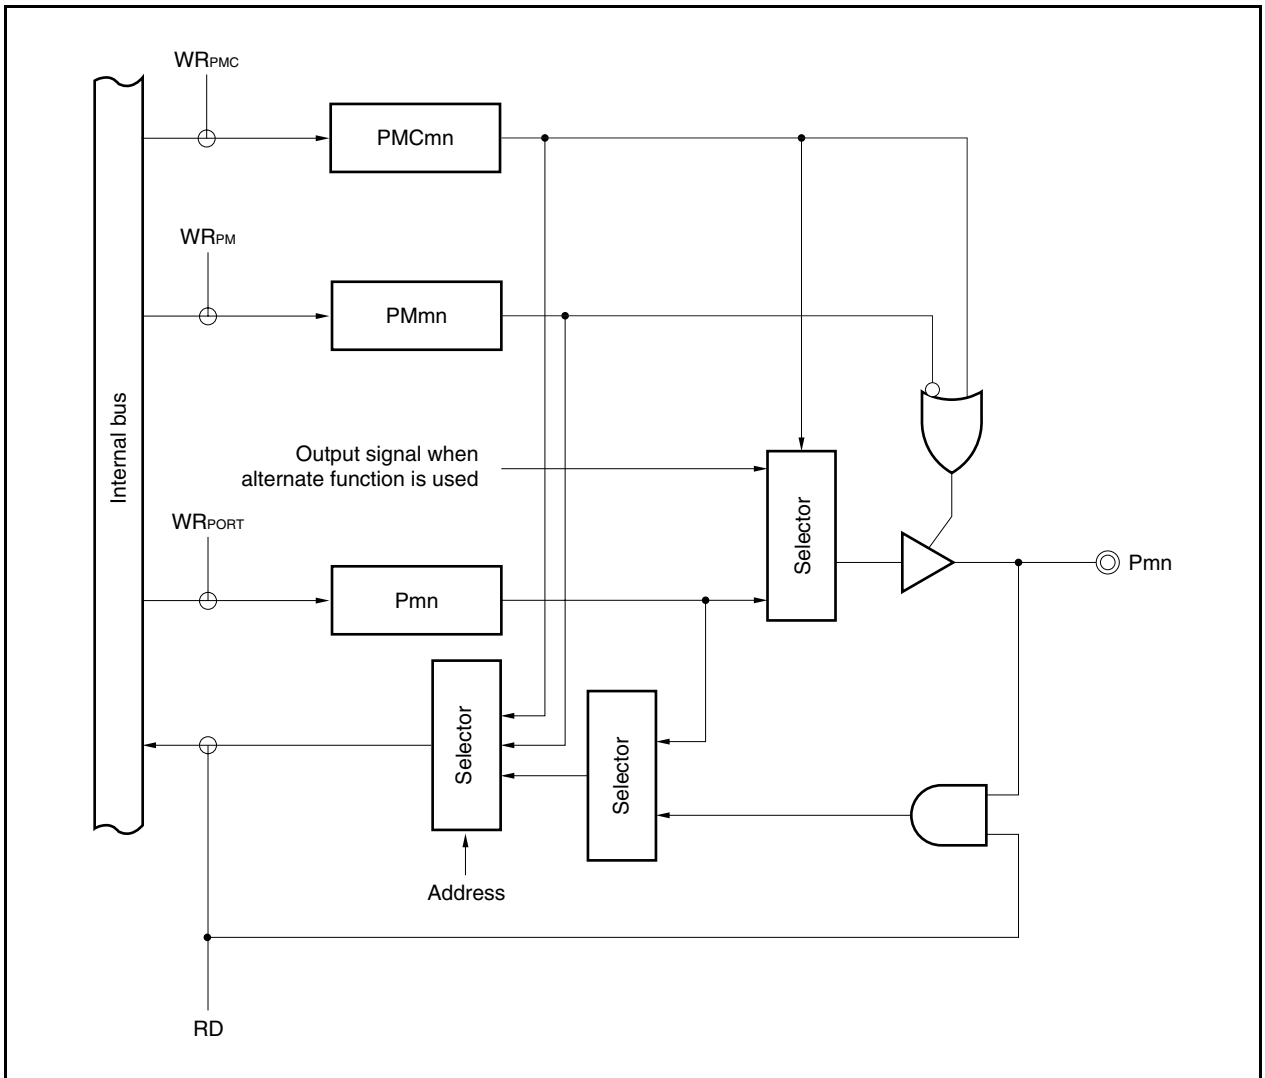 WRPMC
PMCmn
WRPM
PMmn
Internal bus
Output signal when
alternate function is used
Selector
WRPORT
Pmn
Pmn
Selector
Selector
Address
RD